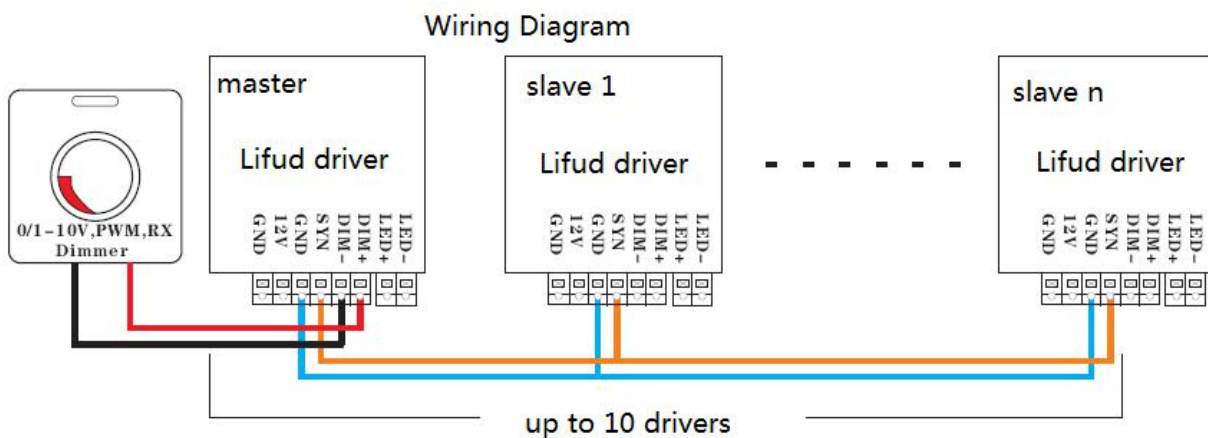 Wiring Diagram
master
slave 1
slave n
Lifud driver
Lifud driver
Lifud driver
0/1-10V,PWM,RX
Dimmer
GND
12V
GND
SYN
DIM-
DIM+
LED+
LED-
GND
12V
GND
SYN
DIM-
DIM+
LED+
LED-
GND
12V
GND
SYN
DIM-
DIM+
LED+
LED-
up to 10 drivers